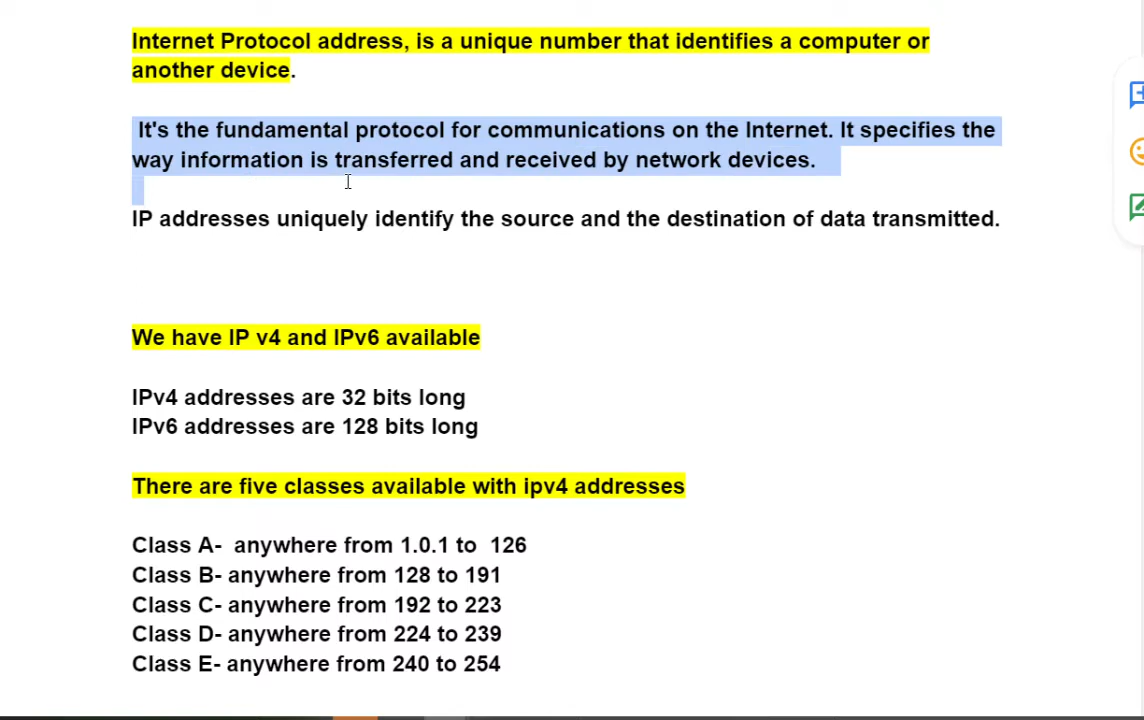 Internet Protocol address, is a unique number that identifies a computer or
another device.
It's the fundamental protocol for communications on the Internet. It specifies the
way information is transferred and received by network devices.
IP addresses uniquely identify the source and the destination of data transmitted.
We have IP v4 and IPv6 available
IPv4 addresses are 32 bits long
IPv6 addresses are 128 bits long
There are five classes available with ipv4 addresses
Class A-  anywhere from 1.0.1 to  126
Class B- anywhere from 128 to 191
Class C- anywhere from 192 to 223
Class D- anywhere from 224 to 239
Class E- anywhere from 240 to 254